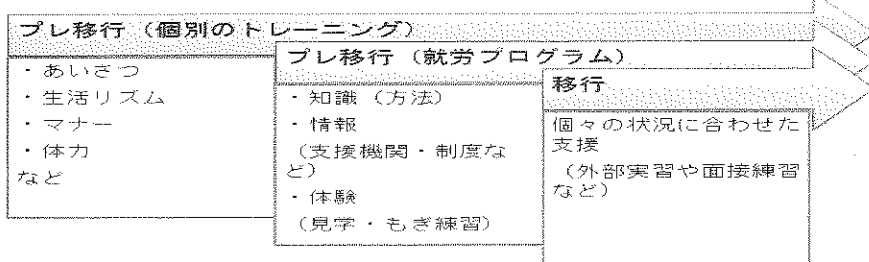 プレ移行（個別のトレーニング）
・あいさつ
・生活リズム
・マナー
・体力
など
プレ移行（就労プログラム）
・知識（方法）
・情報
（支援機関・制度な
ど）
・体験
（見学・もぎ練習）
移行
個々の状況に合わせた
支援
（外部実習や面接練習
など）